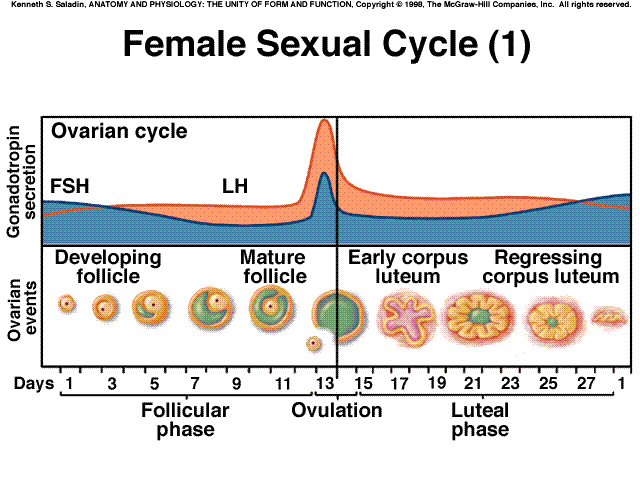 Kenneth S. Saladin, ANATOMY AND PHYSIOLOGY: THE UNITY OF FORM AND FUNCTION, Copyright © 1998, The McGraw-Hill Companies, Inc. All rights reserved.
Female Sexual Cycle (1)
Gonadotropin
secretion
Ovarian cycle
FSH
LH
Ovarian
events
Developing
follicle
Mature
follicle
Early corpus
luteum
Regressing
corpus luteum
Days 1 3 5 7 9 11 13 15 17 19 21 23 25 27 1
Follicular
phase
Ovulation
Luteal
phase